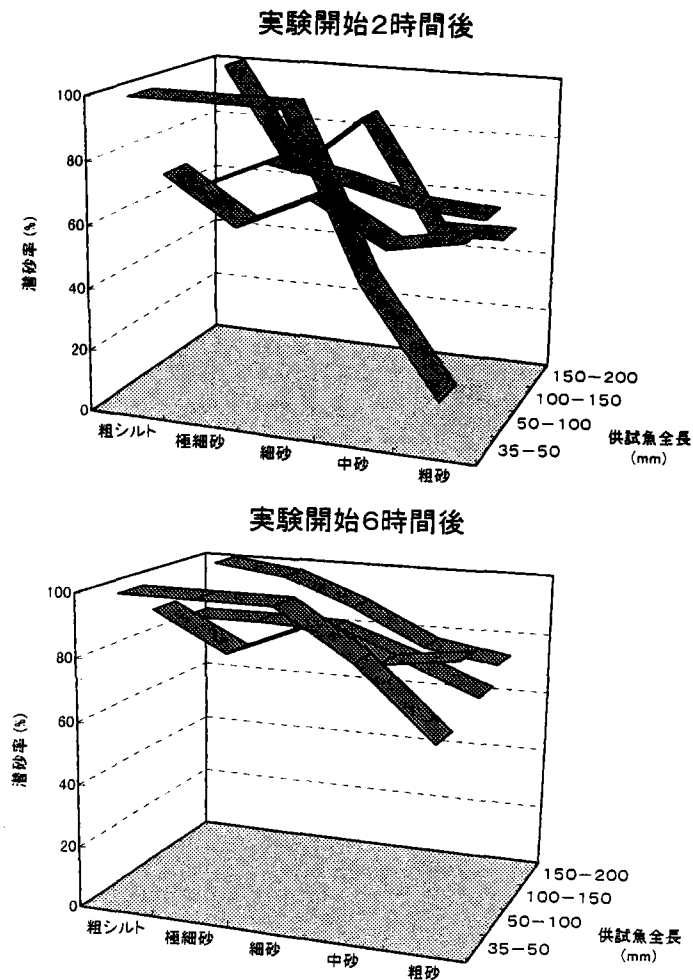 実験開始2時間後
100
80
60
40
20
0
潜砂率(%)
粗シルト
極細砂
細砂
中砂
粗砂
150-200
100-150
50-100
35-50
供試魚全長
(mm)
実験開始6時間後
100
80
60
40
20
0
潜砂率(%)
粗シルト
極細砂
細砂
中砂
粗砂
150-200
100-150
50-100
35-50
供試魚全長
(mm)